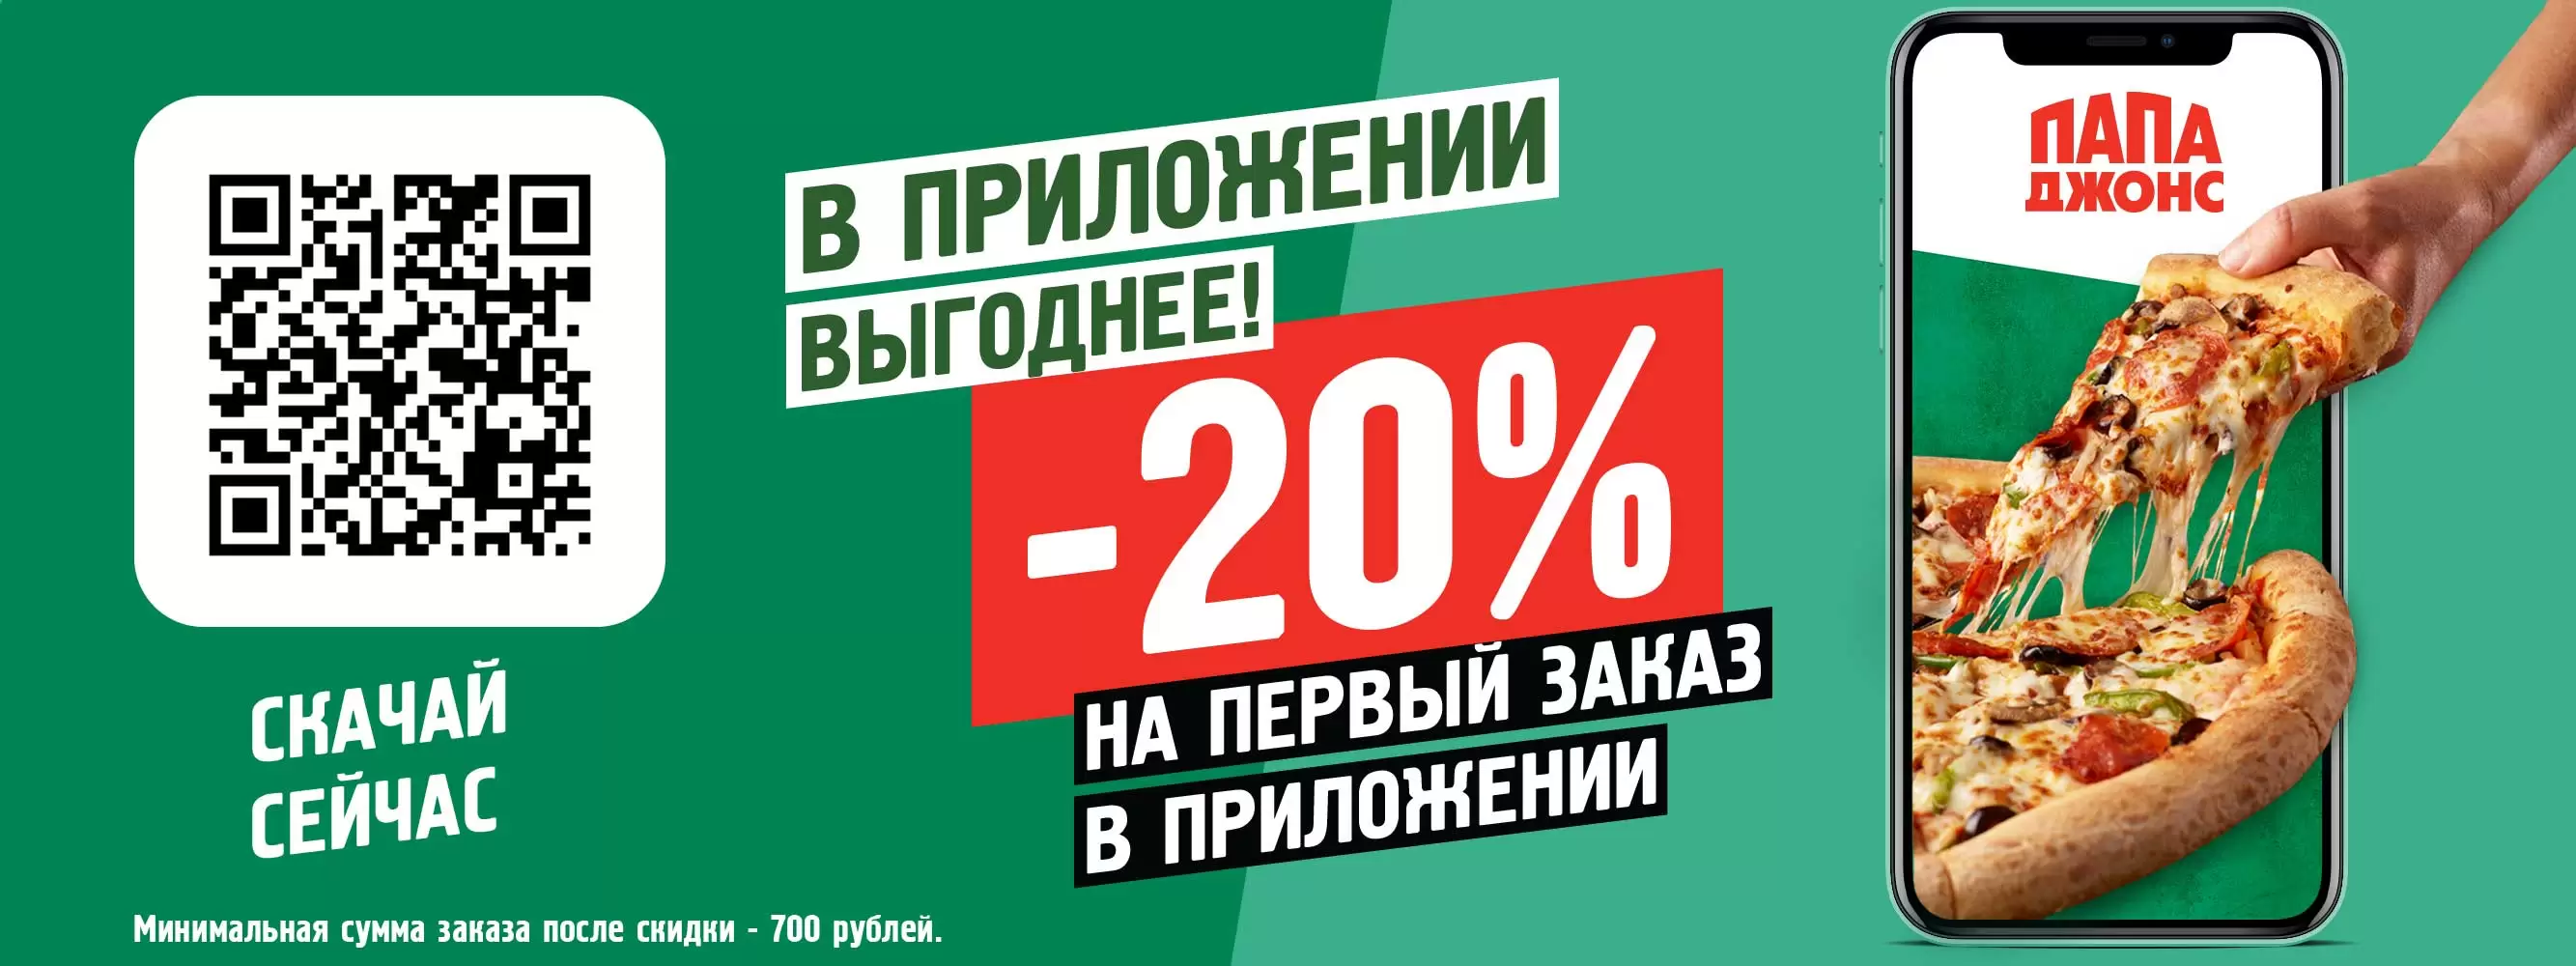 В ПРИЛОЖЕНИИ
ВЫГОДНЕЕ!
-20%
НА ПЕРВЫЙ ЗАКАЗ
В ПРИЛОЖЕНИИ
СКАЧАЙ
СЕЙЧАС
Минимальная сумма заказа после скидки - 700 рублей.
ПАПА
ДЖОНС